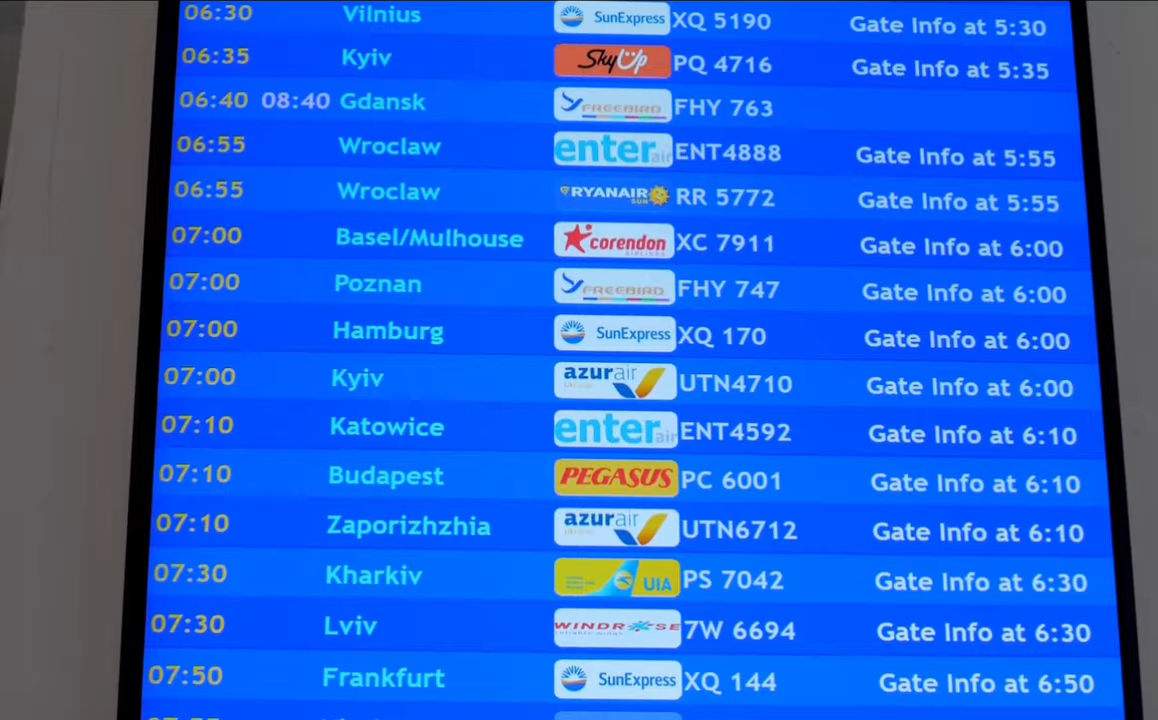 06:30 Vilnius SunExpress XQ 5190 Gate Info at 5:30
06:35 Kyiv SkyUp PQ 4716 Gate Info at 5:35
06:40 08:40 Gdansk FREEBIRD FHY 763
06:55 Wroclaw enter air ENT4888 Gate Info at 5:55
06:55 Wroclaw RYANAIR SUN RR 5772 Gate Info at 5:55
07:00 Basel/Mulhouse corendon AIRLINES XC 7911 Gate Info at 6:00
07:00 Poznan FREEBIRD FHY 747 Gate Info at 6:00
07:00 Hamburg SunExpress XQ 170 Gate Info at 6:00
07:00 Kyiv azurair Ukraine UTN4710 Gate Info at 6:00
07:10 Katowice enter air ENT4592 Gate Info at 6:10
07:10 Budapest PEGASUS PC 6001 Gate Info at 6:10
07:10 Zaporizhzhia azurair Ukraine UTN6712 Gate Info at 6:10
07:30 Kharkiv UIA PS 7042 Gate Info at 6:30
07:30 Lviv WINDROSE 7W 6694 Gate Info at 6:30
07:50 Frankfurt SunExpress XQ 144 Gate Info at 6:50